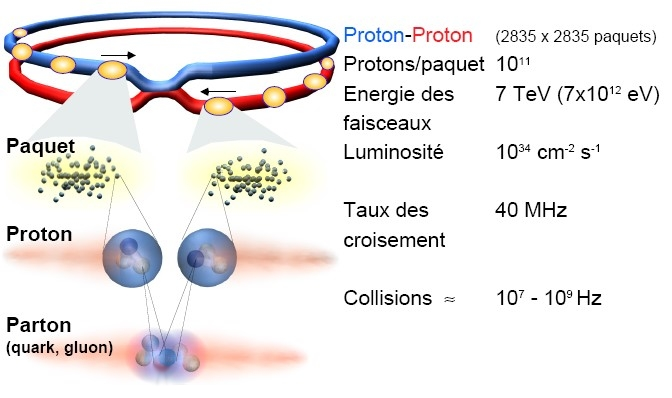 Proton-Proton (2835 x 2835 paquets)
Protons/paquet 10¹¹
Energie des 7 TeV (7x10¹² eV)
faisceaux
Luminosité 10³⁴ cm⁻² s⁻¹
Taux des 40 MHz
croisement
Collisions ≈ 10⁷ - 10⁹ Hz
Paquet
Proton
Parton
(quark, gluon)